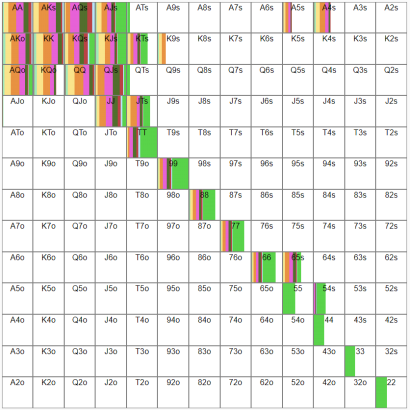 AA AKs AQs AJs ATs A9s A8s A7s A6s A5s A4s A3s A2s
AKo KK KQs KJs KTs K9s K8s K7s K6s K5s K4s K3s K2s
AQo KQo QQ QJs QTs Q9s Q8s Q7s Q6s Q5s Q4s Q3s Q2s
AJo KJo QJo JJ JTs J9s J8s J7s J6s J5s J4s J3s J2s
ATo KTo QTo JTo TT T9s T8s T7s T6s T5s T4s T3s T2s
A9o K9o Q9o J9o T9o 99 98s 97s 96s 95s 94s 93s 92s
A8o K8o Q8o J8o T8o 98o 88 87s 86s 85s 84s 83s 82s
A7o K7o Q7o J7o T7o 97o 87o 77 76s 75s 74s 73s 72s
A6o K6o Q6o J6o T6o 96o 86o 76o 66 65s 64s 63s 62s
A5o K5o Q5o J5o T5o 95o 85o 75o 65o 55 54s 53s 52s
A4o K4o Q4o J4o T4o 94o 84o 74o 64o 54o 44 43s 42s
A3o K3o Q3o J3o T3o 93o 83o 73o 63o 53o 43o 33 32s
A2o K2o Q2o J2o T2o 92o 82o 72o 62o 52o 42o 32o 22